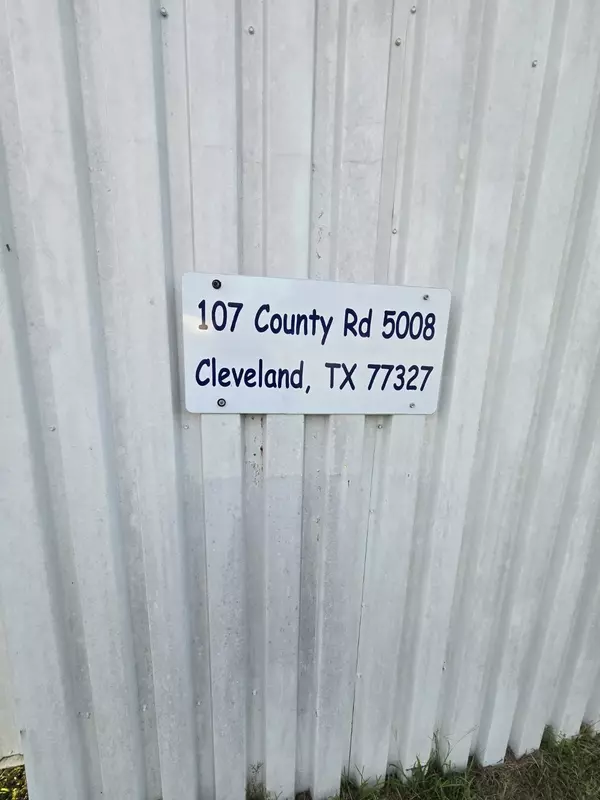 107 County Rd 5008
Cleveland, TX 77327